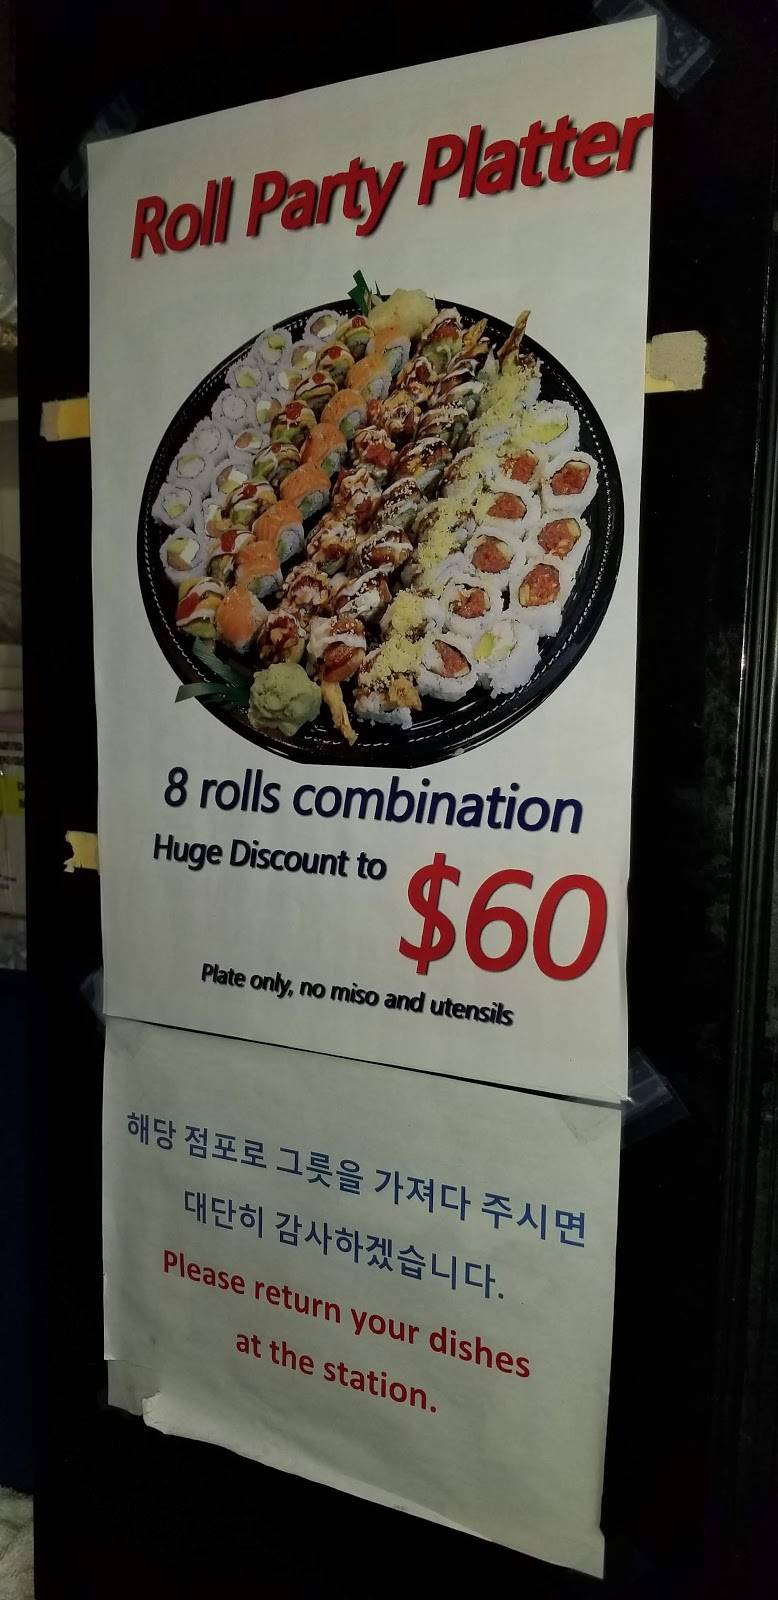 Roll Party Platter
8 rolls combination
Huge Discount to
$60
Plate only, no miso and utensils
해당 점포로 그릇을 가져다 주시면
대단히 감사하겠습니다.
Please return your dishes
at the station.